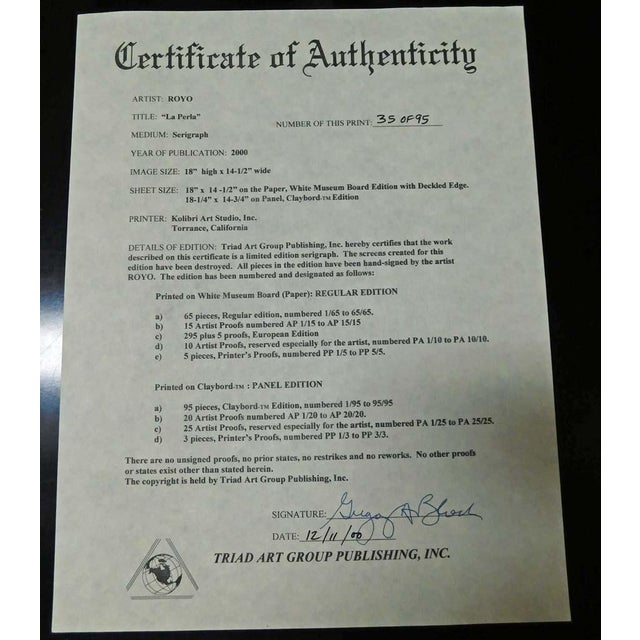 Certificate of Authenticity
ARTIST: ROYO
TITLE: "La Perla"
NUMBER OF THIS PRINT: 35 OF 95
MEDIUM: Serigraph
YEAR OF PUBLICATION: 2000
IMAGE SIZE: 18" high x 14-1/2" wide
SHEET SIZE: 18" x 14 -1/2" on the Paper, White Museum Board Edition with Deckled Edge.
18-1/4" x 14-3/4" on Panel, Claybord™ Edition
PRINTER: Kolibri Art Studio, Inc.
Torrance, California
DETAILS OF EDITION: Triad Art Group Publishing, Inc. hereby certifies that the work
described on this certificate is a limited edition serigraph. The screens created for this
edition have been destroyed. All pieces in the edition have been hand-signed by the artist
ROYO. The edition has been numbered and designated as follows:
Printed on White Museum Board (Paper): REGULAR EDITION
a) 65 pieces, Regular edition, numbered 1/65 to 65/65.
b) 15 Artist Proofs numbered AP 1/15 to AP 15/15
c) 295 plus 5 proofs, European Edition
d) 10 Artist Proofs, reserved especially for the artist, numbered PA 1/10 to PA 10/10.
e) 5 pieces, Printer's Proofs, numbered PP 1/5 to PP 5/5.
Printed on Claybord™ : PANEL EDITION
a) 95 pieces, Claybord™ Edition, numbered 1/95 to 95/95
b) 20 Artist Proofs numbered AP 1/20 to AP 20/20.
c) 25 Artist Proofs, reserved especially for the artist, numbered PA 1/25 to PA 25/25.
d) 3 pieces, Printer's Proofs, numbered PP 1/3 to PP 3/3.
There are no unsigned proofs, no prior states, no restrikes and no reworks. No other proofs
or states exist other than stated herein.
The copyright is held by Triad Art Group Publishing, Inc.
SIGNATURE:
DATE: 12/11/00
TRIAD ART GROUP PUBLISHING, INC.